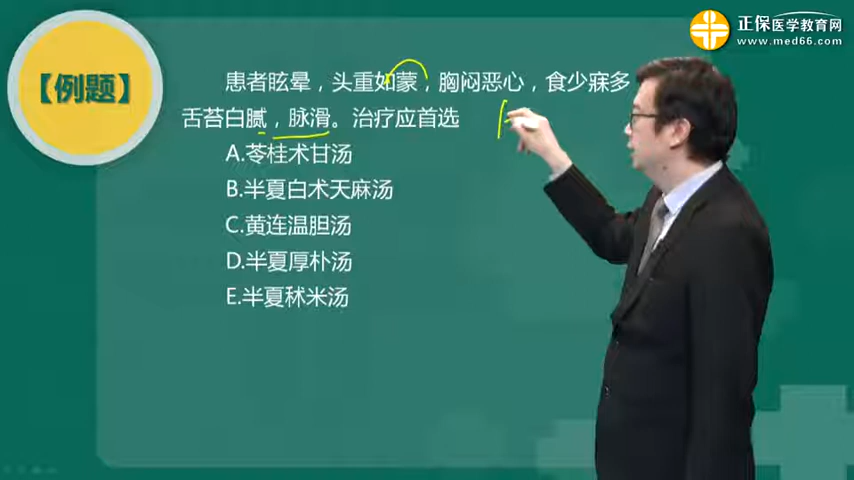 正保医学教育网
www.med66.com
【例题】
患者眩晕，头重如蒙，胸闷恶心，食少寐多
舌苔白腻，脉滑。治疗应首选
A.苓桂术甘汤
B.半夏白术天麻汤
C.黄连温胆汤
D.半夏厚朴汤
E.半夏秫米汤